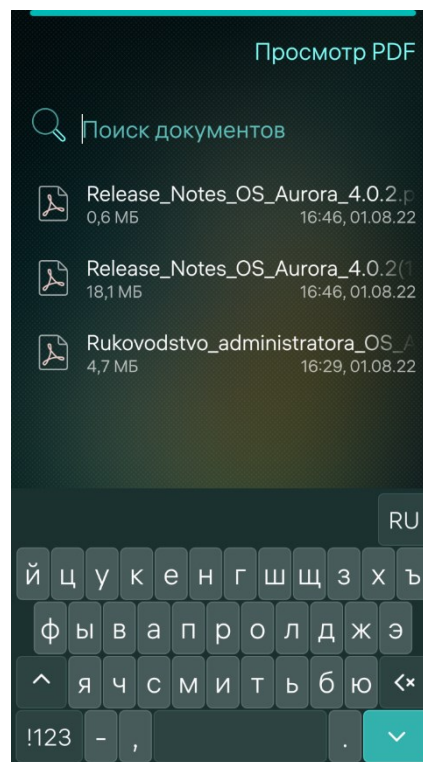 Просмотр PDF
Поиск документов
Release_Notes_OS_Aurora_4.0.2.p
0,6 МБ 16:46, 01.08.22
Release_Notes_OS_Aurora_4.0.2(1
18,1 МБ 16:46, 01.08.22
Rukovodstvo_administratora_OS_A
4,7 МБ 16:29, 01.08.22
RU
й ц у к е н г ш щ з х ъ
ф ы в а п р о л д ж э
я ч с м и т ь б ю
!123 - , .